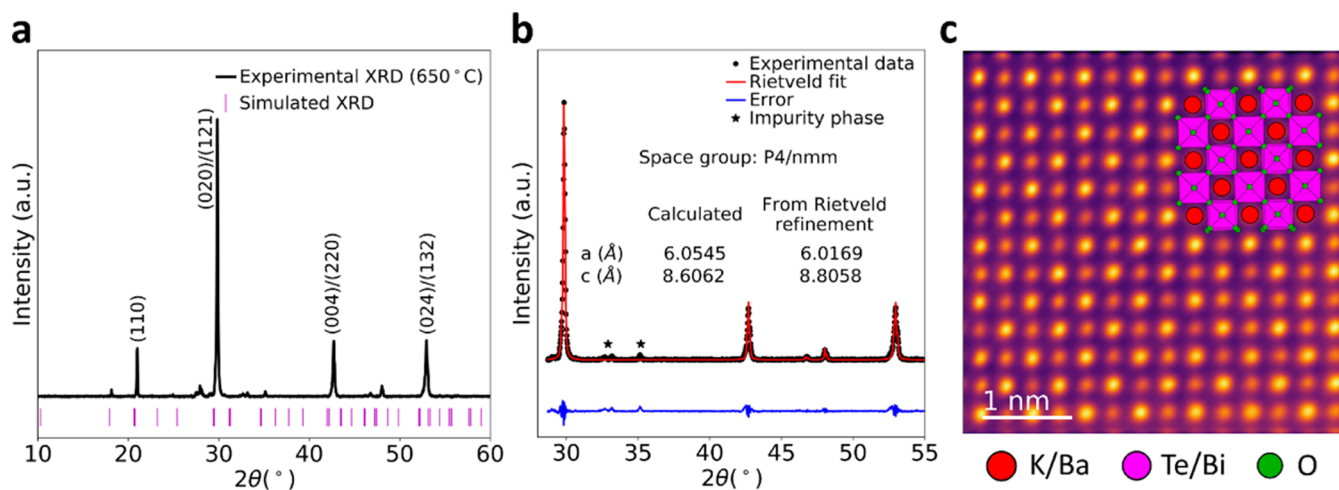 a
Intensity (a.u.)
Experimental XRD (650 °C)
Simulated XRD
(110)
(020)/(121)
(004)/(220)
(024)/(132)
10 20 30 40 50 60
2θ(°)
b
Intensity (a.u.)
Experimental data
Rietveld fit
Error
★ Impurity phase
Space group: P4/nmm
Calculated From Rietveld refinement
a (Å) 6.0545 6.0169
c (Å) 8.6062 8.8058
★ ★
30 35 40 45 50 55
2θ(°)
c
1 nm
K/Ba Te/Bi O